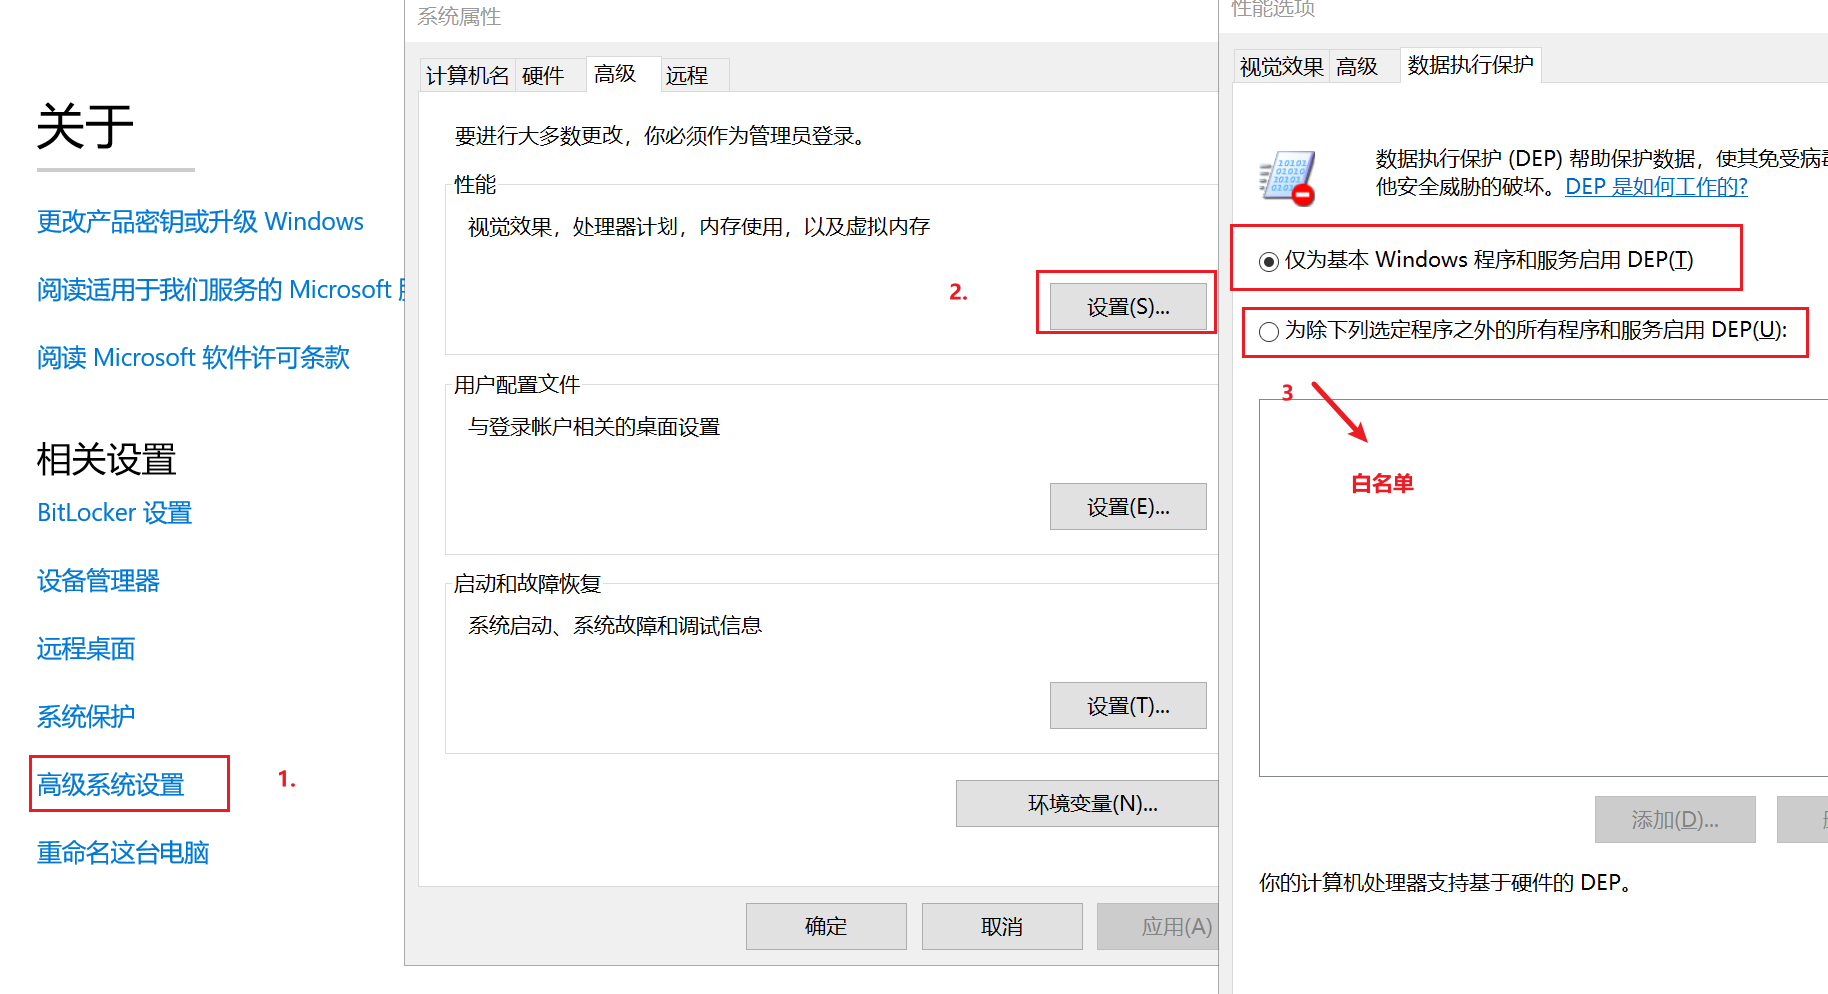 关于
更改产品密钥或升级 Windows
阅读适用于我们服务的 Microsoft
阅读 Microsoft 软件许可条款
相关设置
BitLocker 设置
设备管理器
远程桌面
系统保护
高级系统设置
1.
重命名这台电脑
系统属性
计算机名 硬件 高级 远程
要进行大多数更改，你必须作为管理员登录。
性能
视觉效果，处理器计划，内存使用，以及虚拟内存
2.
设置(S)...
用户配置文件
与登录帐户相关的桌面设置
设置(E)...
启动和故障恢复
系统启动、系统故障和调试信息
设置(T)...
环境变量(N)...
确定 取消 应用(A)
性能选项
视觉效果 高级 数据执行保护
数据执行保护 (DEP) 帮助保护数据，使其免受病毒
他安全威胁的破坏。DEP 是如何工作的?
仅为基本 Windows 程序和服务启用 DEP(T)
为除下列选定程序之外的所有程序和服务启用 DEP(U):
3
白名单
添加(D)...
你的计算机处理器支持基于硬件的 DEP。